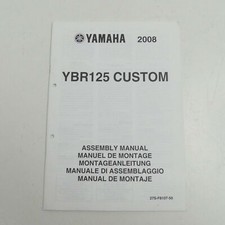 YAMAHA 2008
YBR125 CUSTOM
ASSEMBLY MANUAL
MANUEL DE MONTAGE
MONTAGEANLEITUNG
MANUALE DI ASSEMBLAGGIO
MANUAL DE MONTAJE